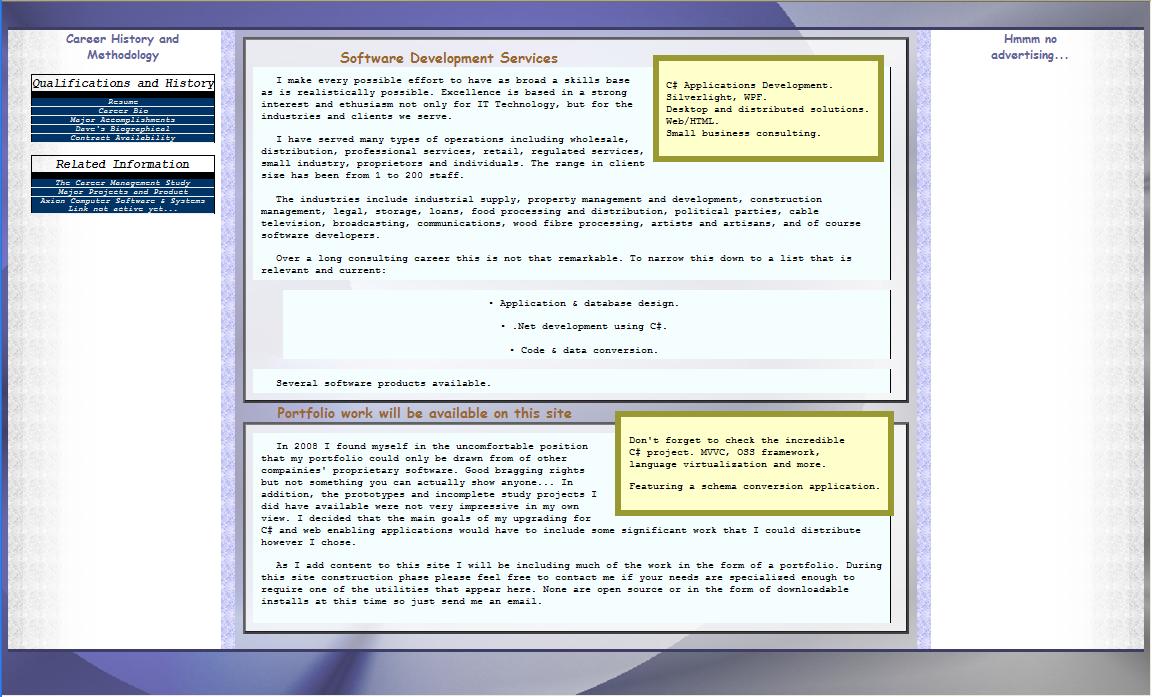 Career History and
Methodology
Qualifications and History
Resume
Career Bio
Major Accomplishments
Dave's Biographical
Contract Availability
Related Information
The Career Management Study
Major Projects and Product
Axion Computer Software & Systems
Link not active yet...
Software Development Services
I make every possible effort to have as broad a skills base
as is realistically possible. Excellence is based in a strong
interest and ethusiasm not only for IT Technology, but for the
industries and clients we serve.
I have served many types of operations including wholesale,
distribution, professional services, retail, regulated services,
small industry, proprietors and individuals. The range in client
size has been from 1 to 200 staff.
The industries include industrial supply, property management and development, construction
management, legal, storage, loans, food processing and distribution, political parties, cable
television, broadcasting, communications, wood fibre processing, artists and artisans, and of course
software developers.
Over a long consulting career this is not that remarkable. To narrow this down to a list that is
relevant and current:
• Application & database design.
• .Net development using C#.
• Code & data conversion.
Several software products available.
C# Applications Development.
Silverlight, WPF.
Desktop and distributed solutions.
Web/HTML.
Small business consulting.
Portfolio work will be available on this site
In 2008 I found myself in the uncomfortable position
that my portfolio could only be drawn from of other
compainies' proprietary software. Good bragging rights
but not something you can actually show anyone... In
addition, the prototypes and incomplete study projects I
did have available were not very impressive in my own
view. I decided that the main goals of my upgrading for
C# and web enabling applications would have to include some significant work that I could distribute
however I chose.
As I add content to this site I will be including much of the work in the form of a portfolio. During
this site construction phase please feel free to contact me if your needs are specialized enough to
require one of the utilities that appear here. None are open source or in the form of downloadable
installs at this time so just send me an email.
Don't forget to check the incredible
C# project. MVVC, OSS framework,
language virtualization and more.
Featuring a schema conversion application.
Hmmm no
advertising...